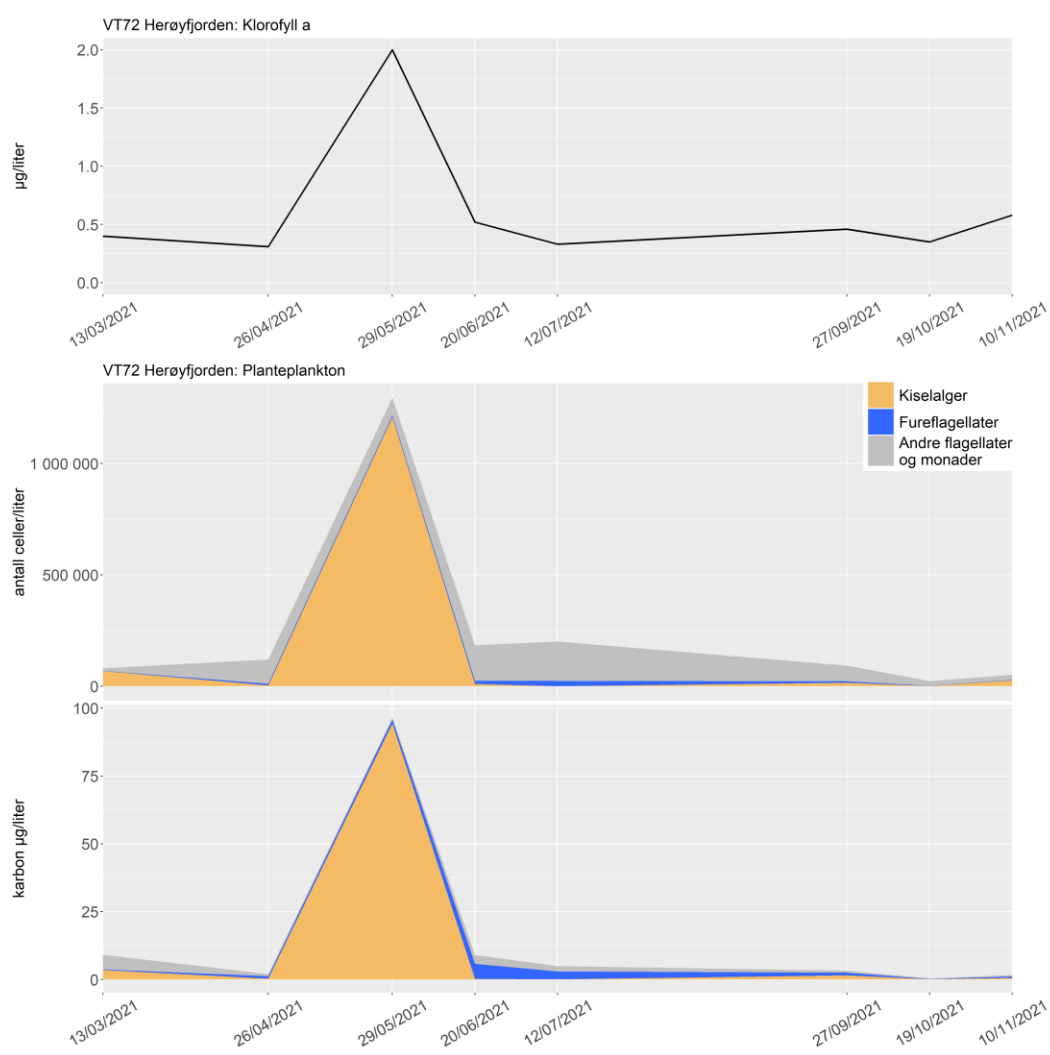 VT72 Herøyfjorden: Klorofyll a
µg/liter
2.0
1.5
1.0
0.5
0.0
13/03/2021
26/04/2021
29/05/2021
20/06/2021
12/07/2021
27/09/2021
19/10/2021
10/11/2021
VT72 Herøyfjorden: Planteplankton
Kiselalger
Fureflagellater
Andre flagellater
og monader
antall celler/liter
1 000 000
500 000
0
karbon µg/liter
100
75
50
25
0
13/03/2021
26/04/2021
29/05/2021
20/06/2021
12/07/2021
27/09/2021
19/10/2021
10/11/2021